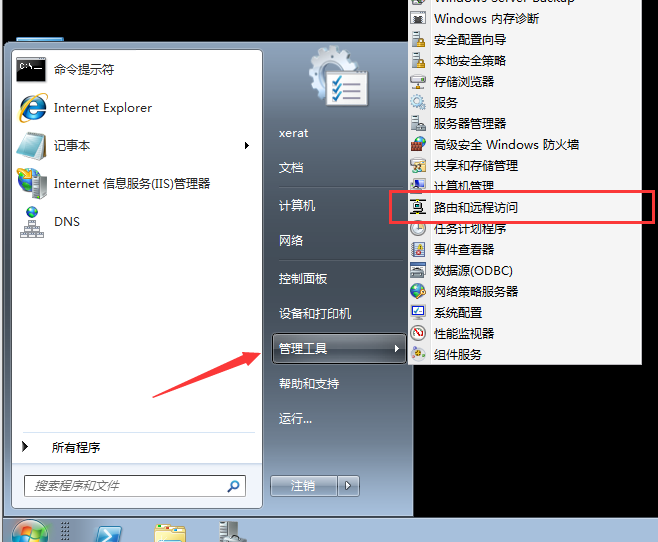 Windows Server Backup
Windows 内存诊断
安全配置向导
本地安全策略
存储浏览器
服务
服务器管理器
高级安全 Windows 防火墙
共享和存储管理
计算机管理
路由和远程访问
任务计划程序
事件查看器
数据源(ODBC)
网络策略服务器
系统配置
性能监视器
组件服务
命令提示符
Internet Explorer
记事本
Internet 信息服务(IIS)管理器
DNS
所有程序
搜索程序和文件
xerat
文档
计算机
网络
控制面板
设备和打印机
管理工具
帮助和支持
运行...
注销